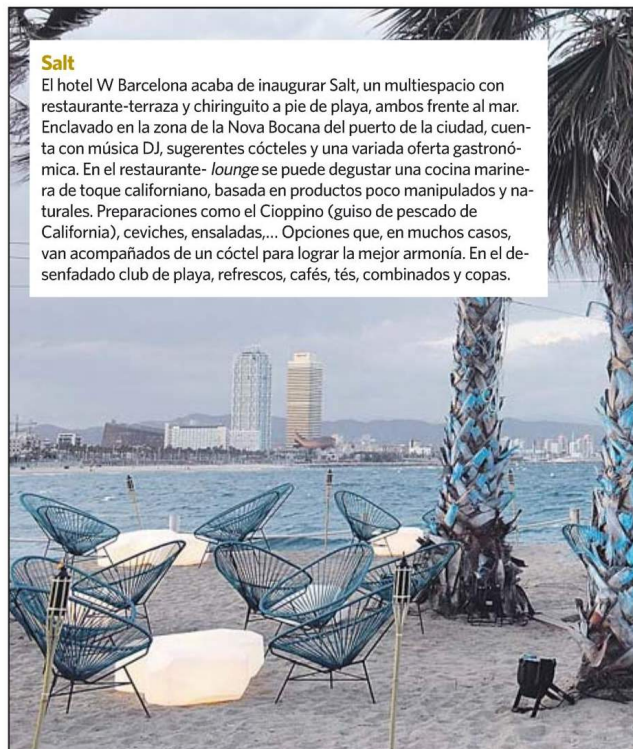 Salt
El hotel W Barcelona acaba de inaugurar Salt, un multiespacio con
restaurante-terraza y chiringuito a pie de playa, ambos frente al mar.
Enclavado en la zona de la Nova Bocana del puerto de la ciudad, cuen-
ta con música DJ, sugerentes cócteles y una variada oferta gastronó-
mica. En el restaurante- lounge se puede degustar una cocina marine-
ra de toque californiano, basada en productos poco manipulados y na-
turales. Preparaciones como el Cioppino (guiso de pescado de
California), ceviches, ensaladas,... Opciones que, en muchos casos,
van acompañados de un cóctel para lograr la mejor armonía. En el de-
senfadado club de playa, refrescos, cafés, tés, combinados y copas.